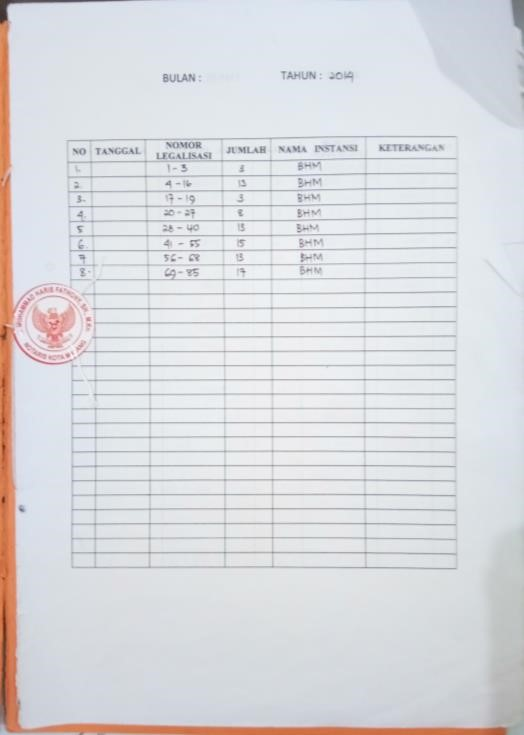 BULAN : TAHUN : 2019
NO TANGGAL NOMOR LEGALISASI JUMLAH NAMA INSTANSI KETERANGAN
1. 1-3 3 BHM
2. 4-16 13 BHM
3. 17-19 3 BHM
4. 20-27 8 BHM
5 28-40 13 BHM
6. 41-55 15 BHM
7 56-68 13 BHM
8. 69-85 17 BHM
MUHAMMAD HARIS FATHONY, SH, M.Kn
NOTARIS KOTA